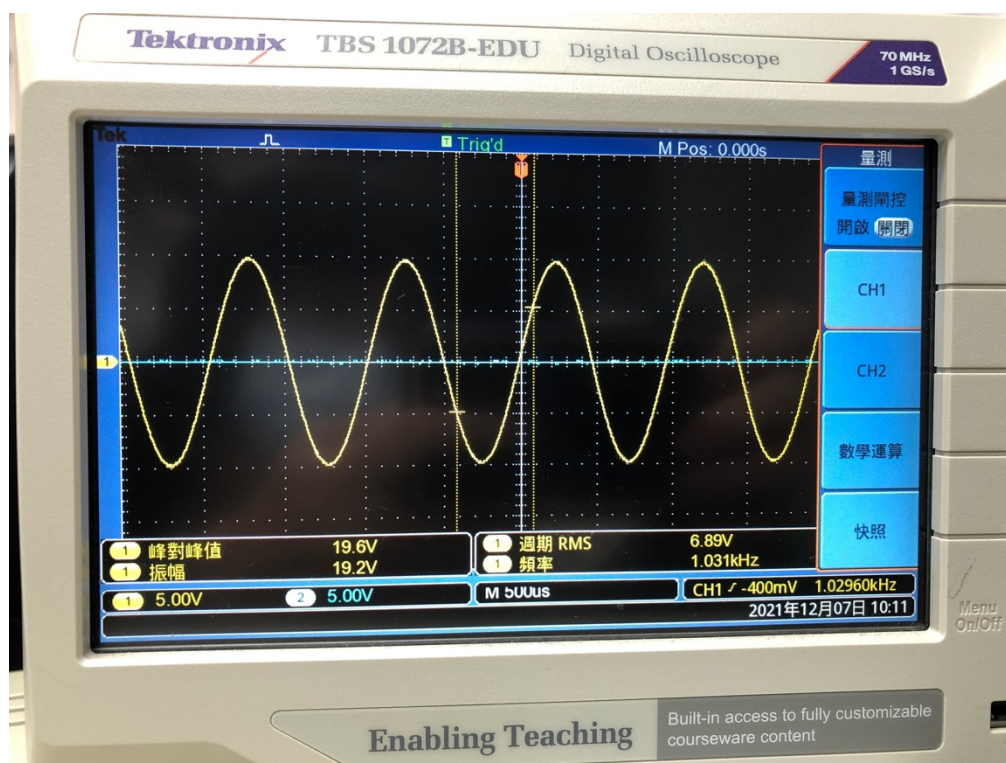 Tektronix TBS 1072B-EDU Digital Oscilloscope
70 MHz
1 GS/s
Tek
T Trig'd M Pos: 0.000s
量測
量測閘控
開啟 關閉
CH1
CH2
數學運算
快照
1
1 峰對峰值 19.6V
1 振幅 19.2V
1 週期 RMS 6.89V
1 頻率 1.031kHz
1 5.00V 2 5.00V M 500us CH1 -400mV 1.02960kHz
2021年12月07日 10:11
Menu
On/Off
Enabling Teaching
Built-in access to fully customizable
courseware content